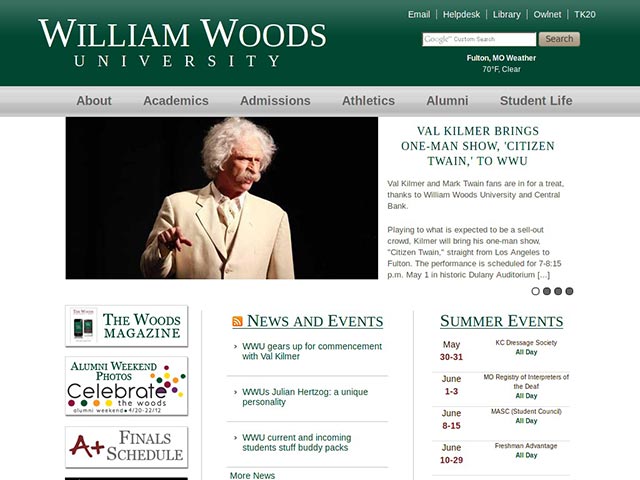 WILLIAM WOODS
UNIVERSITY
Email | Helpdesk | Library | Owlnet | TK20
Google™ Custom Search
Search
Fulton, MO Weather
70°F, Clear
About
Academics
Admissions
Athletics
Alumni
Student Life
VAL KILMER BRINGS
ONE-MAN SHOW, 'CITIZEN
TWAIN,' TO WWU
Val Kilmer and Mark Twain fans are in for a treat,
thanks to William Woods University and Central
Bank.
Playing to what is expected to be a sell-out
crowd, Kilmer will bring his one-man show,
"Citizen Twain," straight from Los Angeles to
Fulton. The performance is scheduled for 7-8:15
p.m. May 1 in historic Dulany Auditorium [...]
THE WOODS
MAGAZINE
ALUMNI WEEKEND
PHOTOS
Celebrate
the woods
alumni weekend • 4/20-22/12
A+ FINALS
SCHEDULE
NEWS AND EVENTS
WWU gears up for commencement
with Val Kilmer
WWUs Julian Hertzog: a unique
personality
WWU current and incoming
students stuff buddy packs
More News
SUMMER EVENTS
May
30-31
KC Dressage Society
All Day
June
1-3
MO Registry of Interpreters of
the Deaf
All Day
June
8-15
MASC (Student Council)
All Day
June
10-29
Freshman Advantage
All Day